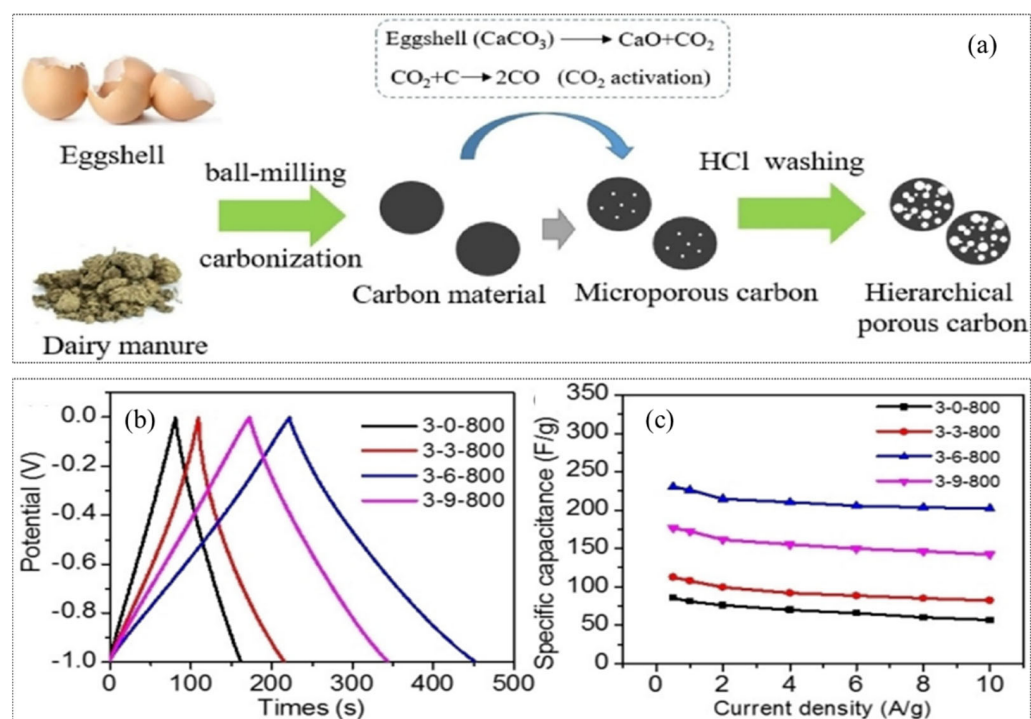 Eggshell (CaCO₃) ⟶ CaO+CO₂
CO₂+C→2CO (CO₂ activation)
(a)
Eggshell
Dairy manure
ball-milling
carbonization
Carbon material
Microporous carbon
HCl washing
Hierarchical
porous carbon
(b)
3-0-800
3-3-800
3-6-800
3-9-800
Potential (V)
0.0
-0.2
-0.4
-0.6
-0.8
-1.0
0 100 200 300 400 500
Times (s)
(c)
3-0-800
3-3-800
3-6-800
3-9-800
Specific capacitance (F/g)
350
300
250
200
150
100
50
0
0 2 4 6 8 10
Current density (A/g)